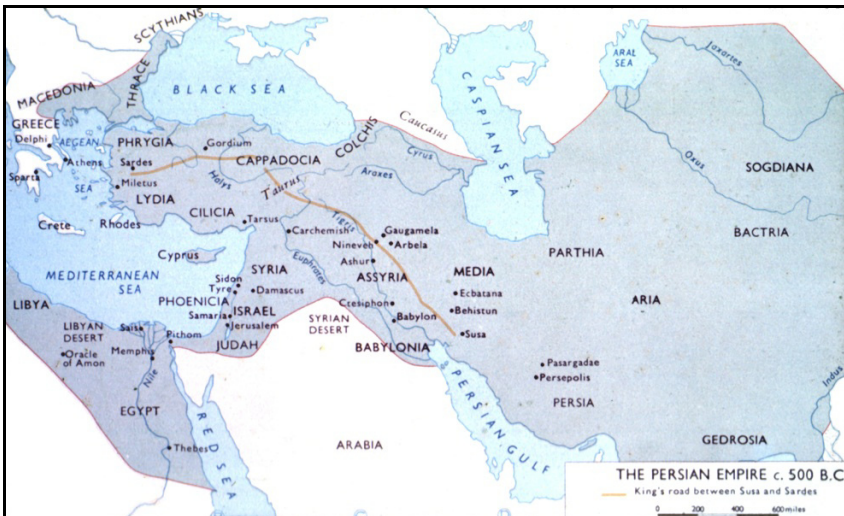 SCYTHIANS
MACEDONIA
THRACE
BLACK SEA
CASPIAN SEA
ARAL
SEA
Jaxartes
GREECE
Delphi
AEGEAN
SEA
Athens
Sparta
PHRYGIA
Gordium
Sardes
Miletus
LYDIA
Halys
CAPPADOCIA
COLCHIS
Caucasus
Cyrus
Araxes
Oxus
SOGDIANA
BACTRIA
Taurus
CILICIA
Tarsus
Crete
Rhodes
Cyprus
Carchemish
Tigris
Gaugamela
Nineveh
Arbela
Ashur
ASSYRIA
Euphrates
MEDIA
PARTHIA
ARIA
MEDITERRANEAN
SEA
SYRIA
Sidon
Tyre
Damascus
PHOENICIA
Samaria
ISRAEL
Jerusalem
JUDAH
SYRIAN
DESERT
Ctesiphon
Babylon
BABYLONIA
Ecbatana
Behistun
Susa
LIBYA
LIBYAN
DESERT
Sais
Pithom
Memphis
Oracle
of Amon
Nile
EGYPT
Thebes
RED SEA
ARABIA
PERSIAN GULF
Pasargadae
Persepolis
PERSIA
GEDROSIA
Indus
THE PERSIAN EMPIRE c. 500 B.C
King's road between Susa and Sardes
0 200 400 600 miles